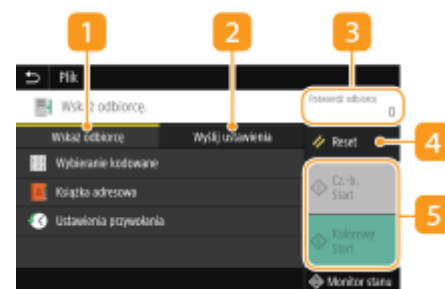 1
2
3
Plik
Wskaż odbiorcę.
Potwierdź odbiorcę
0
Wskaż odbiorcę
Wyślij ustawienia
Reset
4
Wybieranie kodowane
Cz.-b.
Start
Książka adresowa
5
Ustawienia przywołania
Kolorowy
Start
Monitor stanu